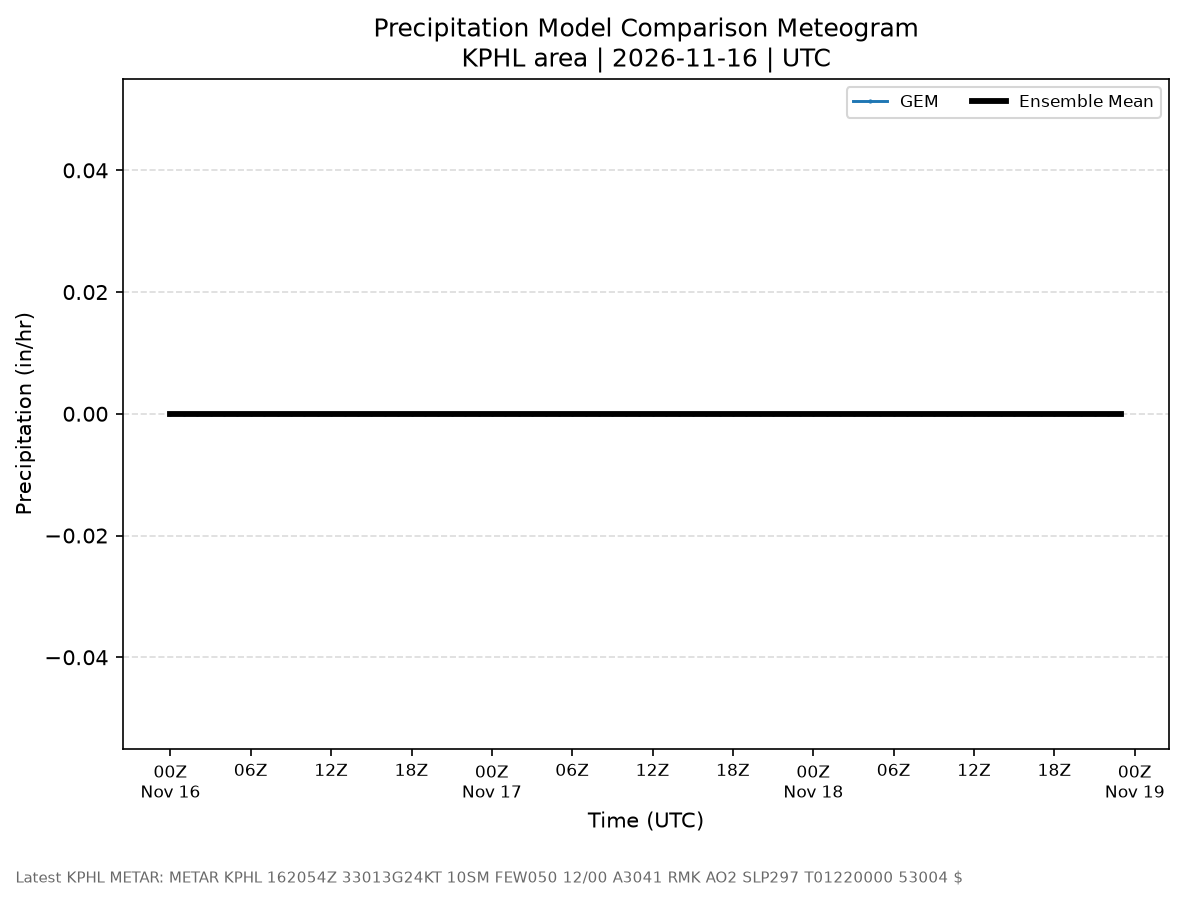 Precipitation Model Comparison Meteogram
KPHL area | 2026-11-16 | UTC
GEM
Ensemble Mean
0.04
0.02
0.00
−0.02
−0.04
Precipitation (in/hr)
00Z 06Z 12Z 18Z 00Z 06Z 12Z 18Z 00Z 06Z 12Z 18Z 00Z
Nov 16 Nov 17 Nov 18 Nov 19
Time (UTC)
Latest KPHL METAR: METAR KPHL 162054Z 33013G24KT 10SM FEW050 12/00 A3041 RMK AO2 SLP297 T01220000 53004 $